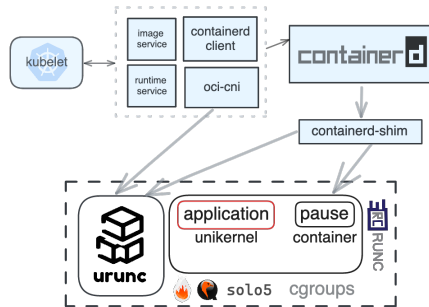 image
service
containerd
client
kubelet
container d
runtime
service
oci-cni
containerd-shim
application
unikernel
pause
container
RUNC
urunc
solo5
cgroups